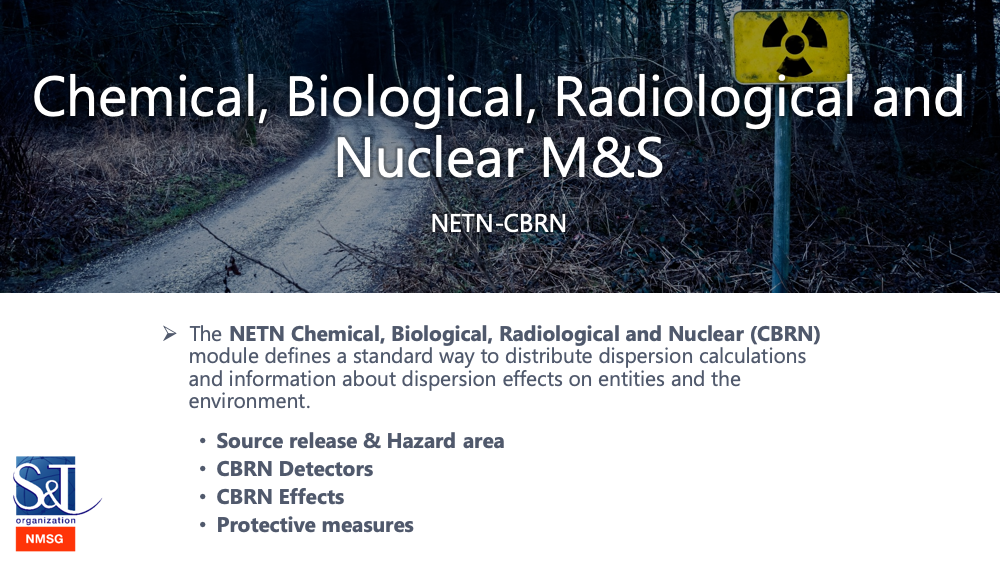 Chemical, Biological, Radiological and
Nuclear M&S
NETN-CBRN
➢ The NETN Chemical, Biological, Radiological and Nuclear (CBRN)
module defines a standard way to distribute dispersion calculations
and information about dispersion effects on entities and the
environment.
• Source release & Hazard area
• CBRN Detectors
• CBRN Effects
• Protective measures
S&T
organization
NMSG